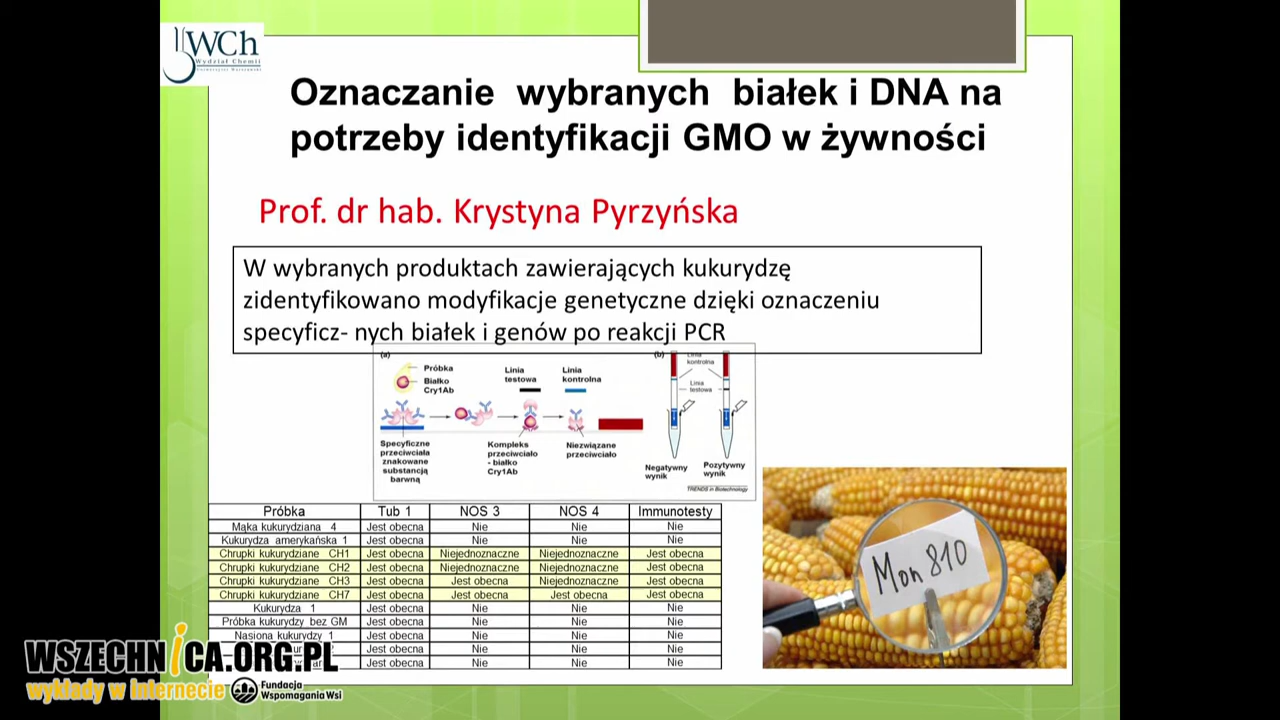 WCh
Wydział Chemii
Uniwersytet Warszawski
Oznaczanie wybranych białek i DNA na
potrzeby identyfikacji GMO w żywności
Prof. dr hab. Krystyna Pyrzyńska
W wybranych produktach zawierających kukurydzę
zidentyfikowano modyfikacje genetyczne dzięki oznaczeniu
specyficz- nych białek i genów po reakcji PCR
(a)
Próbka
Białko
Cry1Ab
Linia
testowa
Linia
kontrolna
Specyficzne
przeciwciała
znakowane
substancją
barwną
Kompleks
przeciwciało
- białko
Cry1Ab
Niezwiązane
przeciwciało
(b)
Linia
kontrolna
Linia
testowa
Negatywny
wynik
Pozytywny
wynik
TRENDS in Biotechnology
Próbka Tub 1 NOS 3 NOS 4 Immunotesty
Mąka kukurydziana 4 Jest obecna Nie Nie Nie
Kukurydza amerykańska 1 Jest obecna Nie Nie Nie
Chrupki kukurydziane CH1 Jest obecna Niejednoznaczne Niejednoznaczne Jest obecna
Chrupki kukurydziane CH2 Jest obecna Niejednoznaczne Niejednoznaczne Jest obecna
Chrupki kukurydziane CH3 Jest obecna Jest obecna Niejednoznaczne Jest obecna
Chrupki kukurydziane CH7 Jest obecna Jest obecna Jest obecna Jest obecna
Kukurydza 1 Jest obecna Nie Nie Nie
Próbka kukurydzy bez GM Jest obecna Nie Nie Nie
Nasiona kukurydzy 1 Jest obecna Nie Nie Nie
Jest obecna Nie Nie Nie
Jest obecna Nie Nie Nie
Mon 810
WSZECHNICA.ORG.PL
wykłady w internecie
Fundacja
Wspomagania Wsi